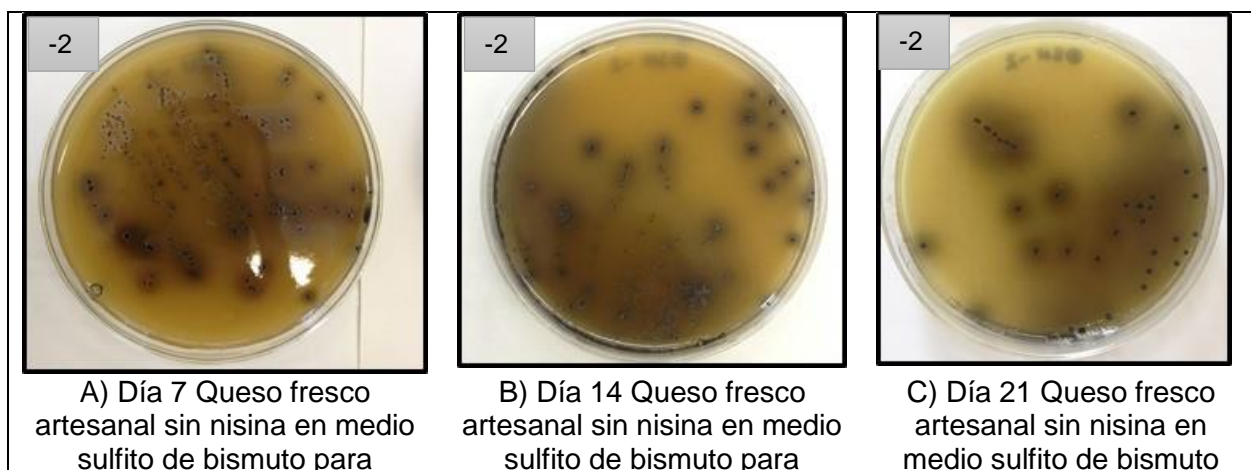 -2
-2
-2
A) Día 7 Queso fresco
artesanal sin nisina en medio
sulfito de bismuto para
B) Día 14 Queso fresco
artesanal sin nisina en medio
sulfito de bismuto para
C) Día 21 Queso fresco
artesanal sin nisina en
medio sulfito de bismuto